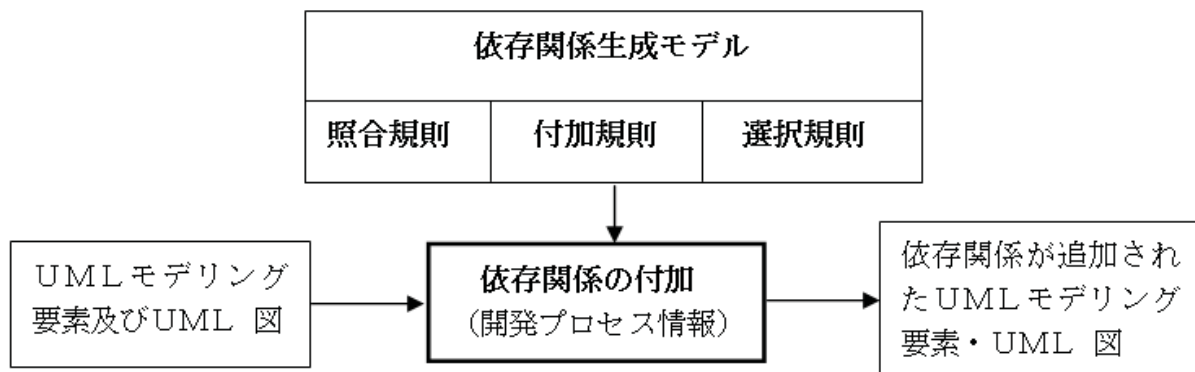 依存関係生成モデル
照合規則
付加規則
選択規則
UMLモデリング
要素及びUML 図
依存関係の付加
(開発プロセス情報)
依存関係が追加され
たUMLモデリング
要素・UML 図